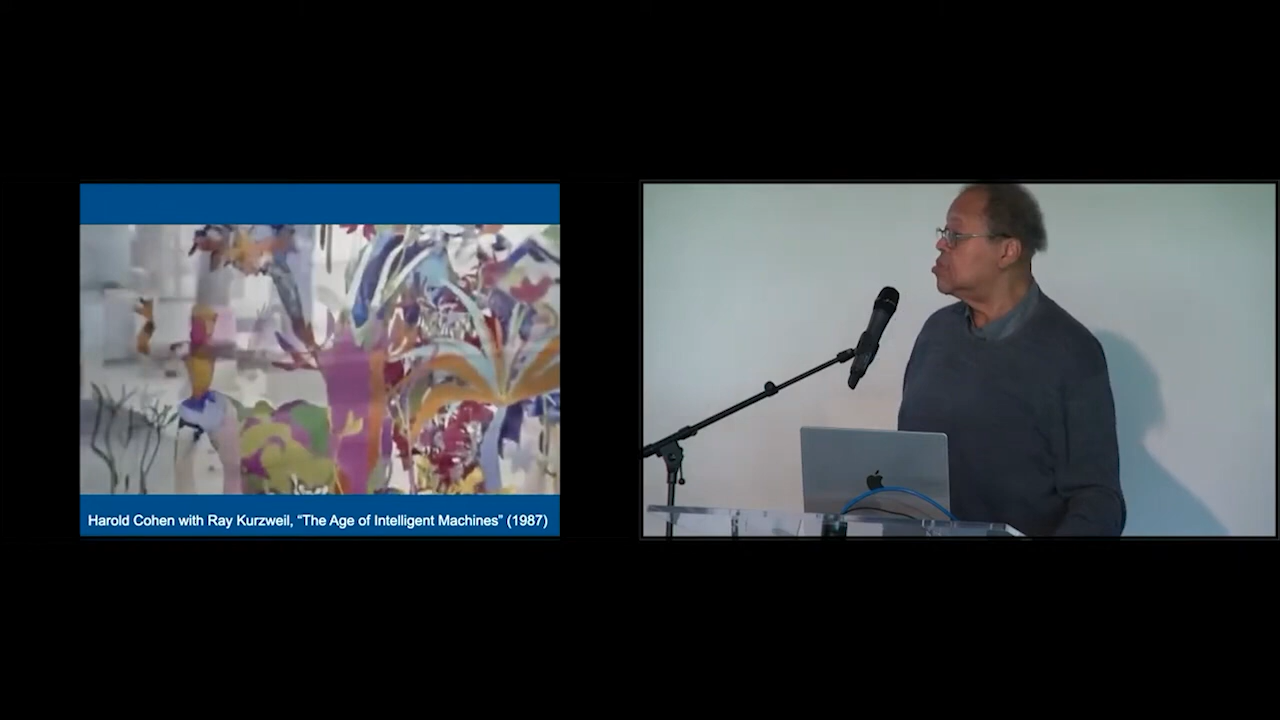 Harold Cohen with Ray Kurzweil, “The Age of Intelligent Machines” (1987)